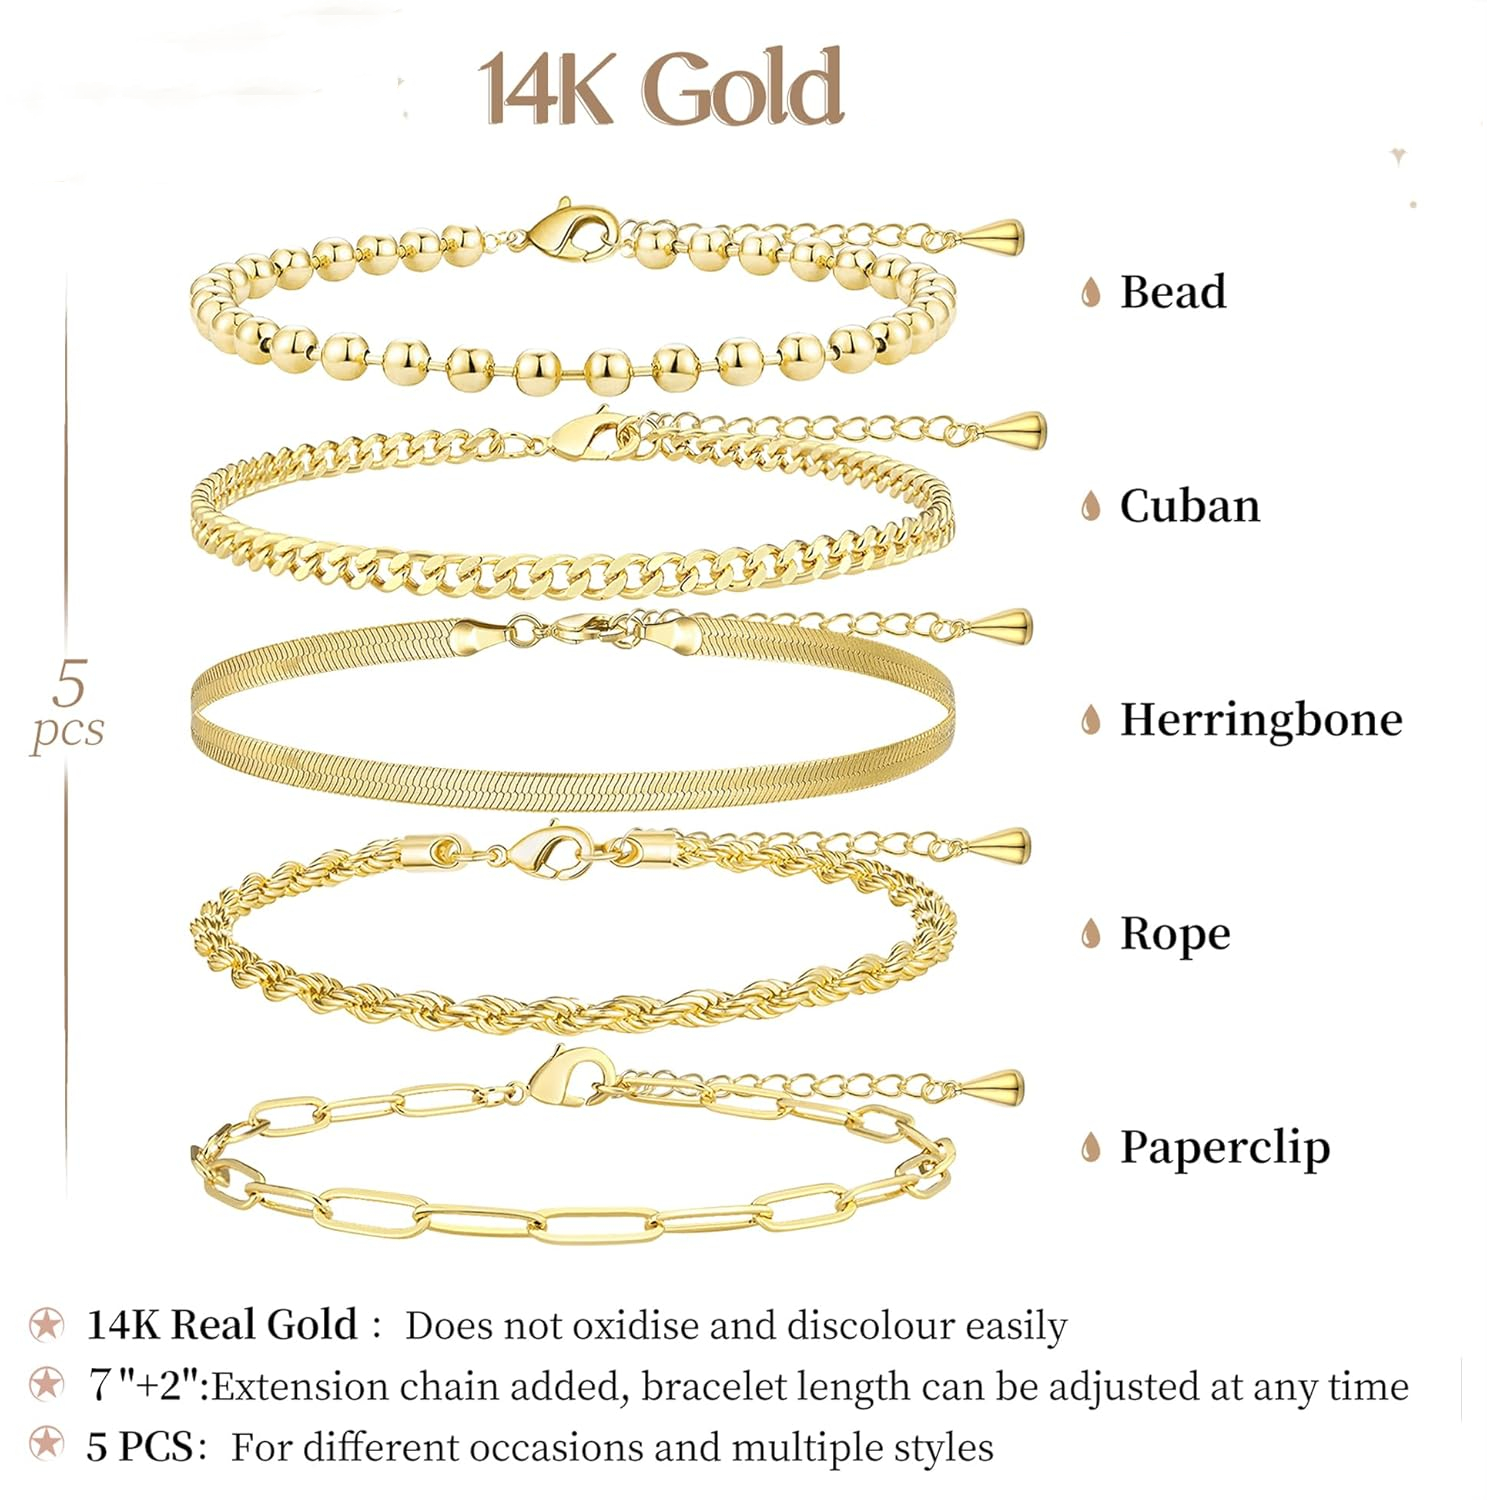 14K Gold
Bead
Cuban
Herringbone
5
pcs
Rope
Paperclip
14K Real Gold : Does not oxidise and discolour easily
7"+2":Extension chain added, bracelet length can be adjusted at any time
5 PCS: For different occasions and multiple styles